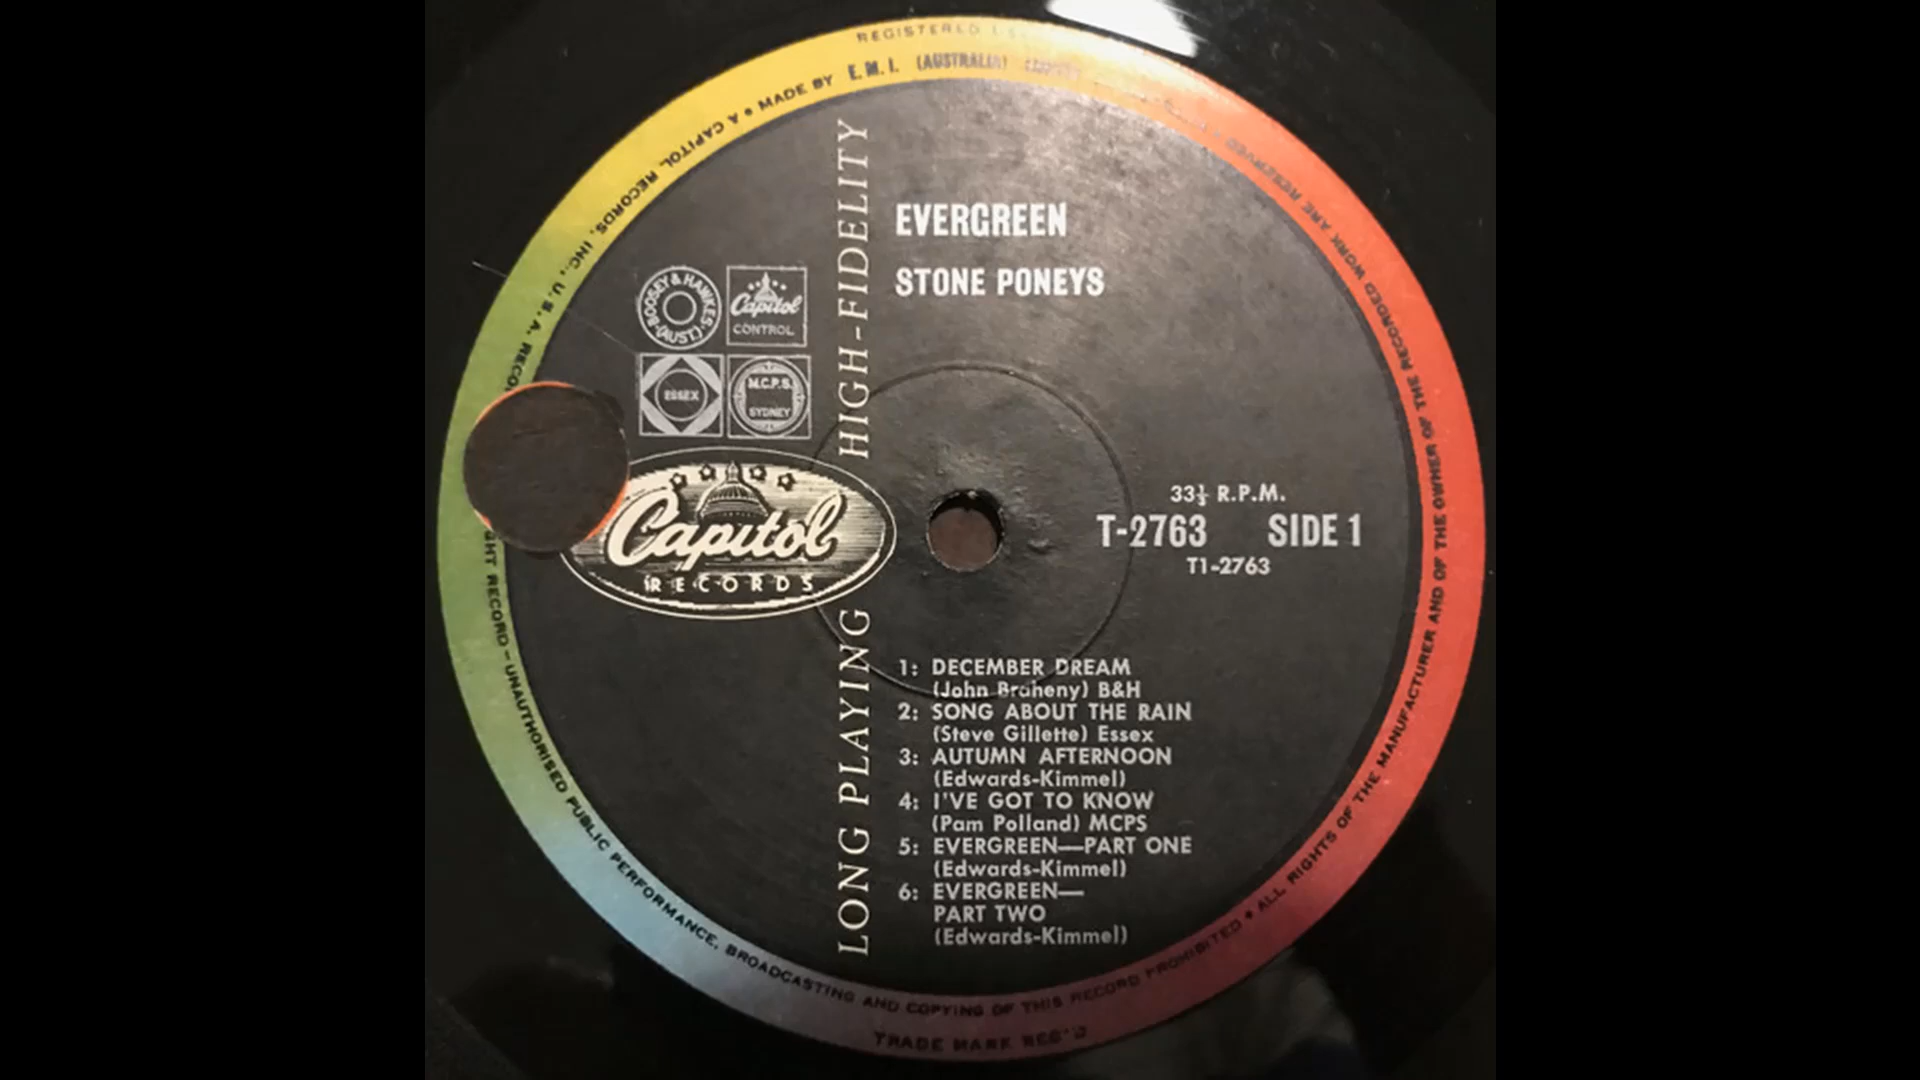 REGISTERED
MADE BY E.M.I. (AUSTRALIA)
A CAPITOL RECORDS, INC., U.S.A. RECO
GHT RECORD – UNAUTHORISED PUBLIC PERFORMANCE, BROADCASTING AND COPYING OF THIS RECORD PROHIBITED • ALL RIGHTS OF THE MANUFACTURER AND OF THE OWNER OF THE RECORDED WORK ARE RESERVED
TRADE MARK REG'D
LONG PLAYING HIGH-FIDELITY
EVERGREEN
STONE PONEYS
BOOSEY & HAWKES (AUST.)
Capitol
CONTROL
ESSEX
M.C.P.S.
SYDNEY
Capitol
RECORDS
33⅓ R.P.M.
T-2763 SIDE 1
T1-2763
1: DECEMBER DREAM
(John Braheny) B&H
2: SONG ABOUT THE RAIN
(Steve Gillette) Essex
3: AUTUMN AFTERNOON
(Edwards-Kimmel)
4: I'VE GOT TO KNOW
(Pam Polland) MCPS
5: EVERGREEN—PART ONE
(Edwards-Kimmel)
6: EVERGREEN—
PART TWO
(Edwards-Kimmel)